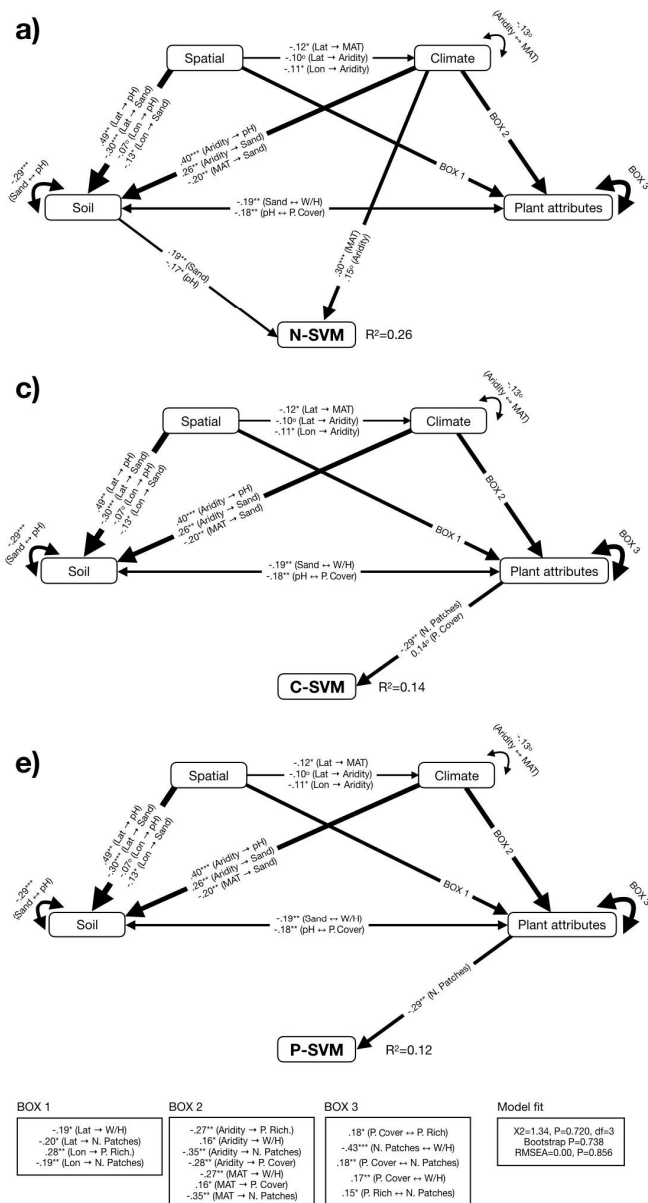 a)
Spatial
-.12* (Lat → MAT)
-.10° (Lat → Aridity)
-.11* (Lon → Aridity)
Climate
-.13°
(Aridity ↔ MAT)
.49** (Lat → pH)
-.30*** (Lat → Sand)
-.07° (Lon → pH)
-.13* (Lon → Sand)
.40*** (Aridity → pH)
.26** (Aridity → Sand)
-.20** (MAT → Sand)
BOX 1
BOX 2
BOX 3
-.29***
(Sand ↔ pH)
Soil
-.19** (Sand ↔ W/H)
-.18** (pH ↔ P. Cover)
Plant attributes
.19** (Sand)
-.17* (pH)
.30*** (MAT)
.15° (Aridity)
N-SVM
R²=0.26
c)
Spatial
-.12* (Lat → MAT)
-.10° (Lat → Aridity)
-.11* (Lon → Aridity)
Climate
-.13°
(Aridity ↔ MAT)
.49** (Lat → pH)
-.30*** (Lat → Sand)
-.07° (Lon → pH)
-.13* (Lon → Sand)
.40*** (Aridity → pH)
.26** (Aridity → Sand)
-.20** (MAT → Sand)
BOX 1
BOX 2
BOX 3
-.29***
(Sand ↔ pH)
Soil
-.19** (Sand ↔ W/H)
-.18** (pH ↔ P. Cover)
Plant attributes
-.29** (N. Patches)
0.14° (P. Cover)
C-SVM
R²=0.14
e)
Spatial
-.12* (Lat → MAT)
-.10° (Lat → Aridity)
-.11* (Lon → Aridity)
Climate
-.13°
(Aridity ↔ MAT)
.49** (Lat → pH)
-.30*** (Lat → Sand)
-.07° (Lon → pH)
-.13* (Lon → Sand)
.40*** (Aridity → pH)
.26** (Aridity → Sand)
-.20** (MAT → Sand)
BOX 1
BOX 2
BOX 3
-.29***
(Sand ↔ pH)
Soil
-.19** (Sand ↔ W/H)
-.18** (pH ↔ P. Cover)
Plant attributes
-.29** (N. Patches)
P-SVM
R²=0.12
BOX 1
-.19* (Lat → W/H)
-.20* (Lat → N. Patches)
.28** (Lon → P. Rich.)
-.19** (Lon → N. Patches)
BOX 2
-.27** (Aridity → P. Rich.)
.16* (Aridity → W/H)
-.35** (Aridity → N. Patches)
-.28** (Aridity → P. Cover)
-.27** (MAT → W/H)
.16* (MAT → P. Cover)
-.35** (MAT → N. Patches)
BOX 3
.18* (P. Cover ↔ P. Rich)
-.43*** (N. Patches ↔ W/H)
.18** (P. Cover ↔ N. Patches)
.17** (P. Cover ↔ W/H)
.15* (P. Rich ↔ N. Patches)
Model fit
X2=1.34, P=0.720, df=3
Bootstrap P=0.738
RMSEA=0.00, P=0.856